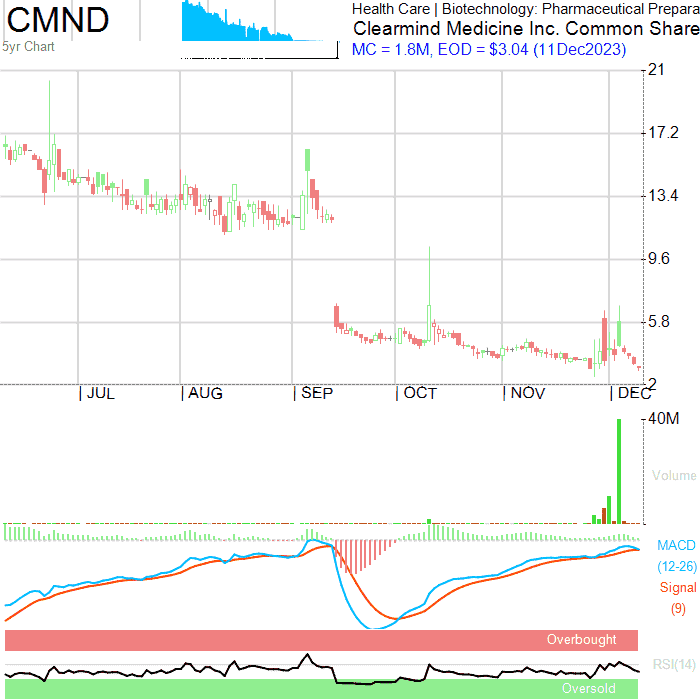 CMND
5yr Chart
Health Care | Biotechnology: Pharmaceutical Prepara
Clearmind Medicine Inc. Common Share
MC = 1.8M, EOD = $3.04 (11Dec2023)
21
17.2
13.4
9.6
5.8
2
| JUL | AUG | SEP | OCT | NOV | DEC
40M
Volume
MACD
(12-26)
Signal
(9)
Overbought
RSI(14)
Oversold